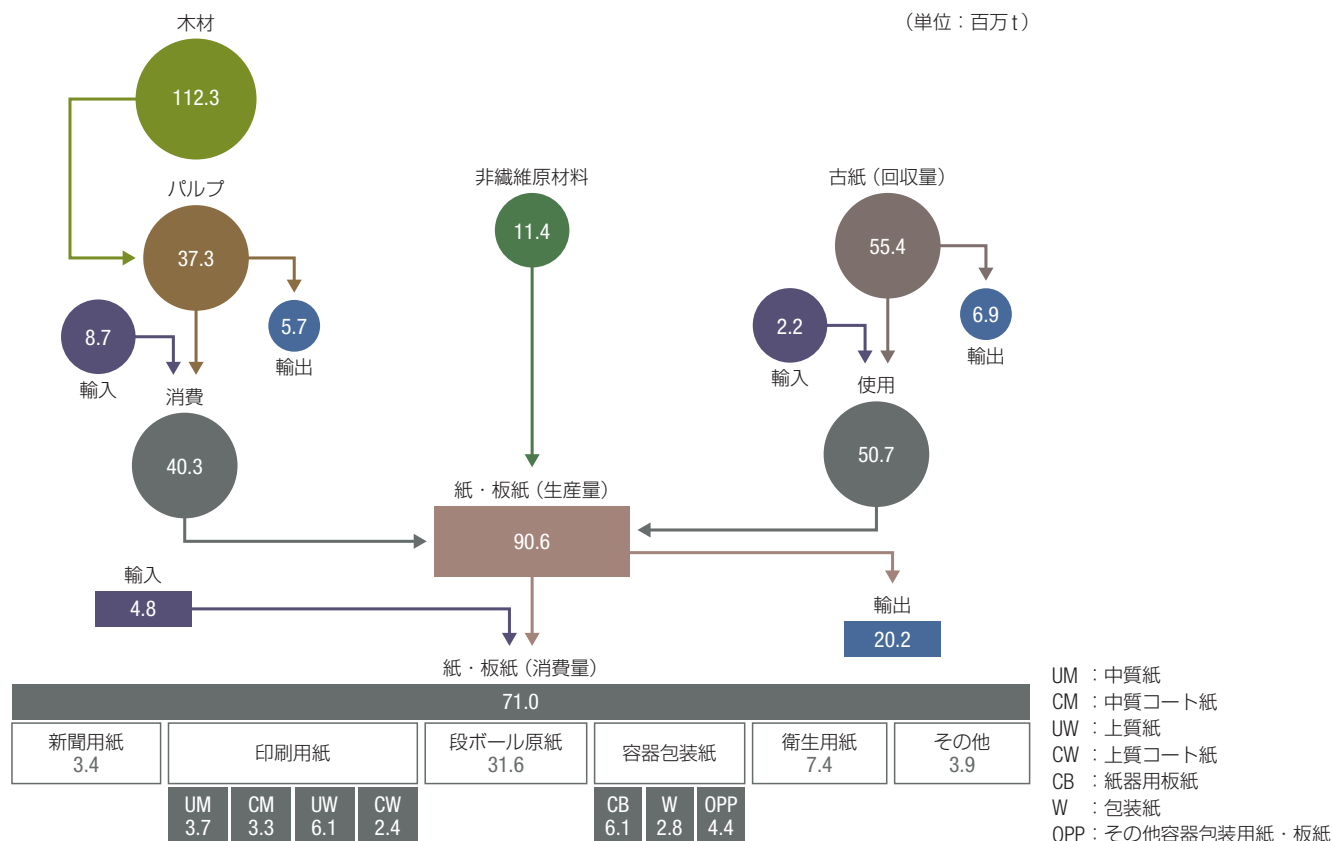 （単位：百万t）
木材
112.3
パルプ
37.3
非繊維原材料
11.4
古紙（回収量）
55.4
8.7
輸入
5.7
輸出
2.2
輸入
6.9
輸出
消費
40.3
使用
50.7
紙・板紙（生産量）
90.6
輸入
4.8
輸出
20.2
紙・板紙（消費量）
71.0
新聞用紙
3.4
印刷用紙
段ボール原紙
31.6
容器包装紙
衛生用紙
7.4
その他
3.9
UM
3.7
CM
3.3
UW
6.1
CW
2.4
CB
6.1
W
2.8
OPP
4.4
UM ：中質紙
CM ：中質コート紙
UW ：上質紙
CW ：上質コート紙
CB ：紙器用板紙
W ：包装紙
OPP：その他容器包装用紙・板紙